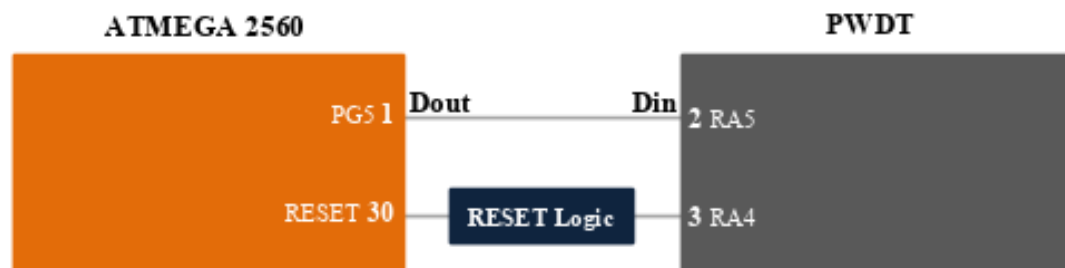 ATMEGA 2560
PWDT
PG5 1 Dout Din 2 RA5
RESET 30 RESET Logic 3 RA4